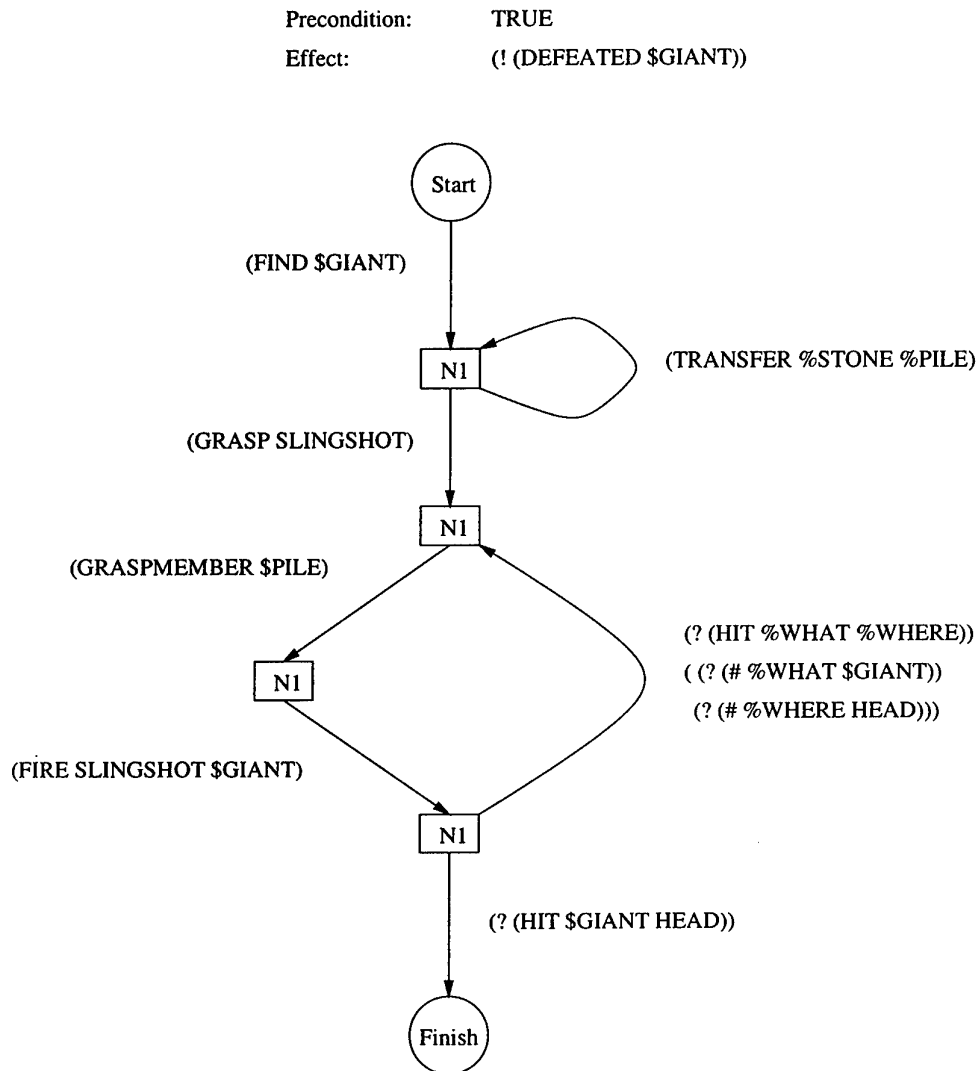 Precondition: TRUE
Effect: (! (DEFEATED $GIANT))
Start
(FIND $GIANT)
N1
(TRANSFER %STONE %PILE)
(GRASP SLINGSHOT)
N1
(GRASPMEMBER $PILE)
(? (HIT %WHAT %WHERE))
( (? (# %WHAT $GIANT))
(? (# %WHERE HEAD)))
N1
(FIRE SLINGSHOT $GIANT)
N1
(? (HIT $GIANT HEAD))
Finish